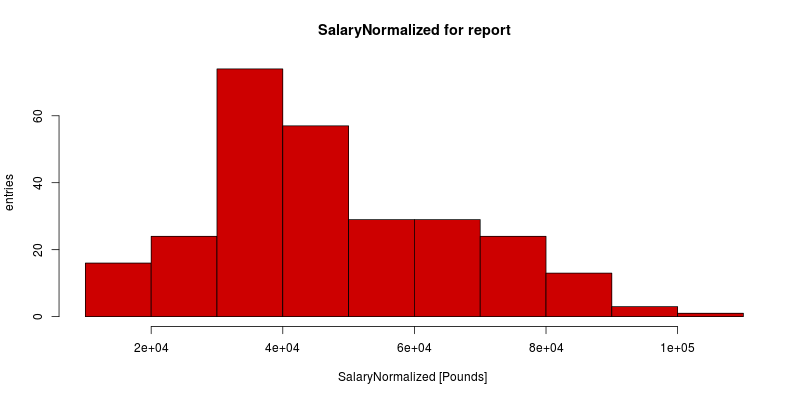 SalaryNormalized for report
entries
60
40
20
0
2e+04 4e+04 6e+04 8e+04 1e+05
SalaryNormalized [Pounds]